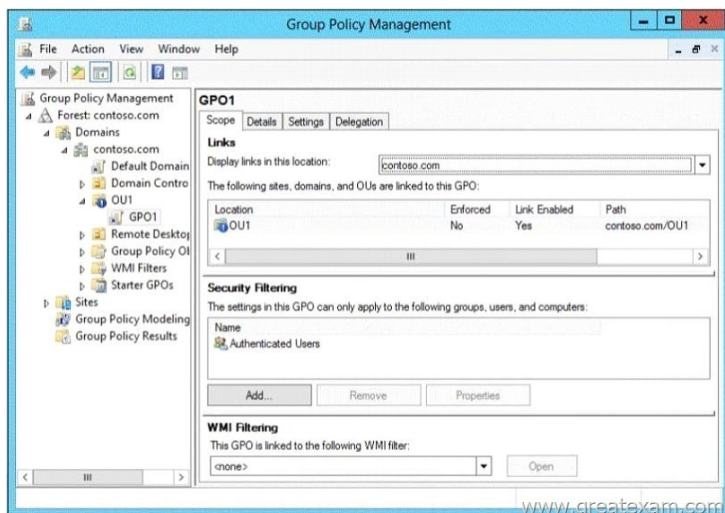 Group Policy Management
File Action View Window Help
Group Policy Management
Forest: contoso.com
Domains
contoso.com
Default Domain
Domain Contro
OU1
GPO1
Remote Desktop
Group Policy Ol
WMI Filters
Starter GPOs
Sites
Group Policy Modeling
Group Policy Results
GPO1
Scope Details Settings Delegation
Links
Display links in this location: contoso.com
The following sites, domains, and OUs are linked to this GPO:
Location Enforced Link Enabled Path
OU1 No Yes contoso.com/OU1
Security Filtering
The settings in this GPO can only apply to the following groups, users, and computers:
Name
Authenticated Users
Add... Remove Properties
WMI Filtering
This GPO is linked to the following WMI filter:
<none> Open
www.greatexam.com